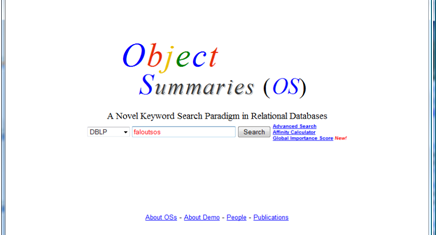 Object
Summaries (OS)
A Novel Keyword Search Paradigm in Relational Databases
DBLP faloutsos Search Advanced Search
Affinity Calculator
Global Importance Score New!
About OSs - About Demo - People - Publications